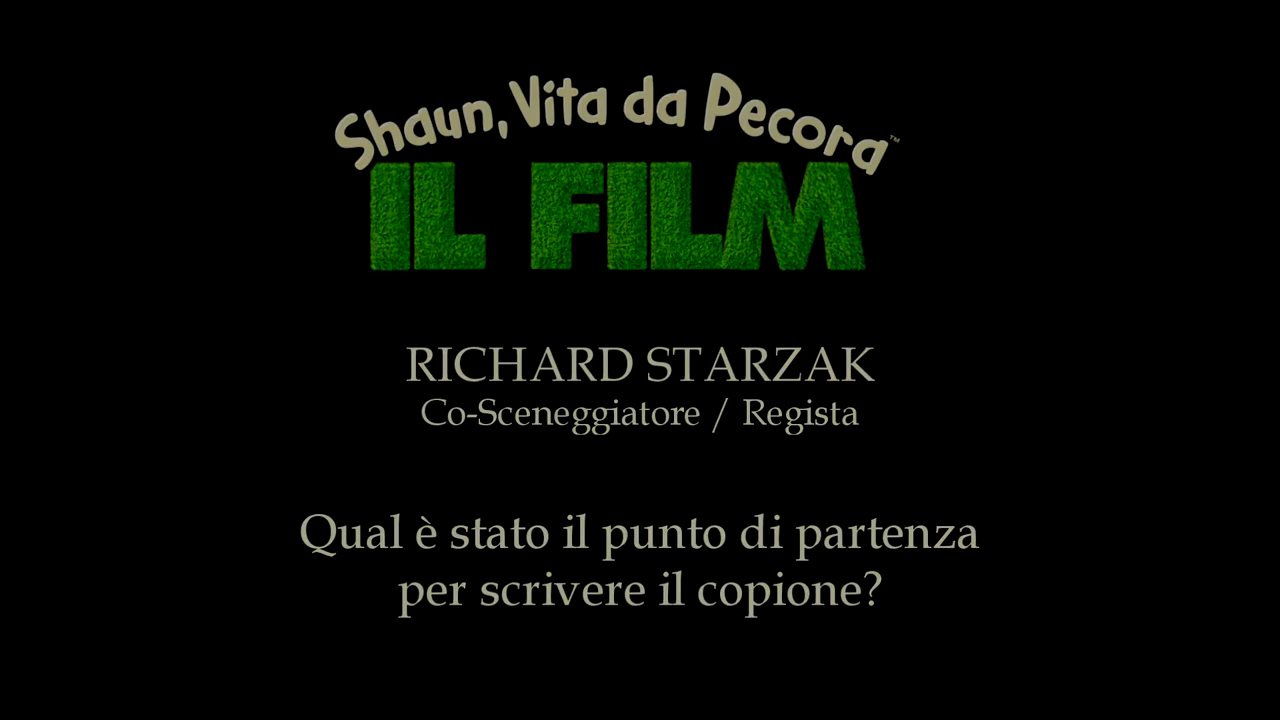 Shaun, Vita da Pecora™
IL FILM
RICHARD STARZAK
Co-Sceneggiatore / Regista
Qual è stato il punto di partenza
per scrivere il copione?